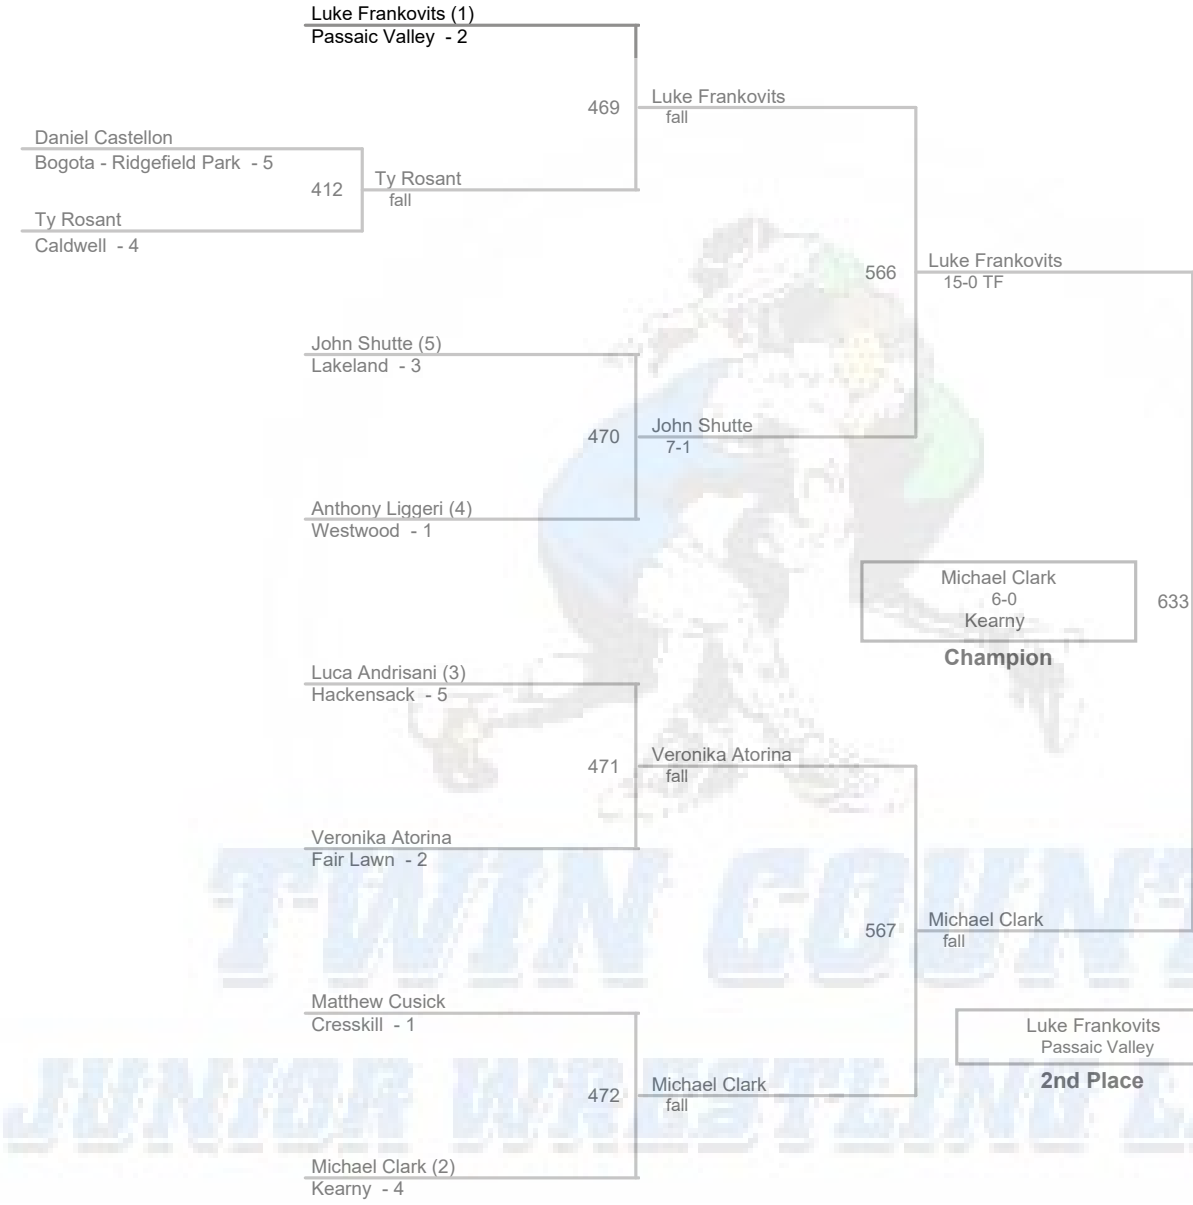 Luke Frankovits (1)
Passaic Valley - 2
469
Luke Frankovits
fall
Daniel Castellon
Bogota - Ridgefield Park - 5
412
Ty Rosant
fall
Ty Rosant
Caldwell - 4
566
Luke Frankovits
15-0 TF
John Shutte (5)
Lakeland - 3
470
John Shutte
7-1
Anthony Liggeri (4)
Westwood - 1
Michael Clark
6-0
Kearny
633
Champion
Luca Andrisani (3)
Hackensack - 5
471
Veronika Atorina
fall
Veronika Atorina
Fair Lawn - 2
TWIN COUNT
567
Michael Clark
fall
Matthew Cusick
Cresskill - 1
Luke Frankovits
Passaic Valley
2nd Place
JUNIOR WRESTLING
472
Michael Clark
fall
Michael Clark (2)
Kearny - 4